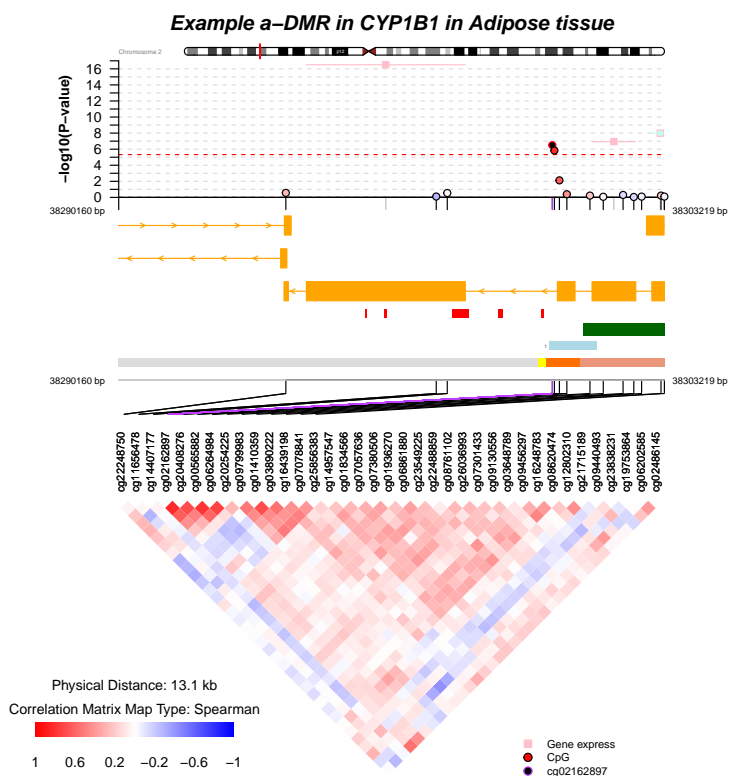 Example a–DMR in CYP1B1 in Adipose tissue
Chromosome 2
p12
−log10(P−value)
16
14
12
10
8
6
4
2
0
38290160 bp
38303219 bp
38290160 bp
38303219 bp
cg22248750
cg11656478
cg14407177
cg02162897
cg20408276
cg00565882
cg06264984
cg20254225
cg09799983
cg01410359
cg03890222
cg16439198
cg07078841
cg25856383
cg14957547
cg01834566
cg07057636
cg17380506
cg01936270
cg06861880
cg23549225
cg22488859
cg08761102
cg26036993
cg07301433
cg09130556
cg03648789
cg09456297
cg16248783
cg08620474
cg12802310
cg21715189
cg09440493
cg23838231
cg19753864
cg06202585
cg02486145
Physical Distance: 13.1 kb
Correlation Matrix Map Type: Spearman
1 0.6 0.2 −0.2 −0.6 −1
Gene express
CpG
cg02162897